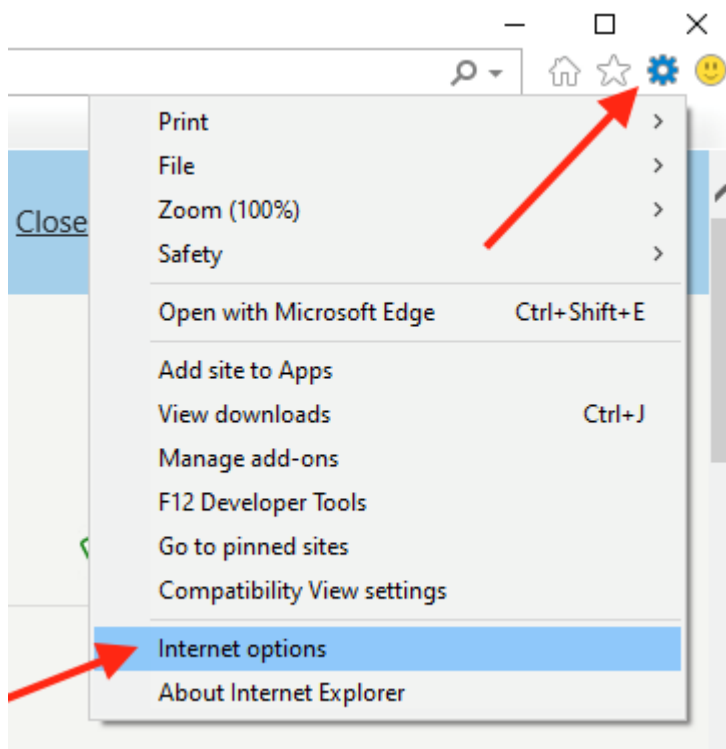 Print
File
Zoom (100%)
Close
Safety
Open with Microsoft Edge Ctrl+Shift+E
Add site to Apps
View downloads Ctrl+J
Manage add-ons
F12 Developer Tools
Go to pinned sites
Compatibility View settings
Internet options
About Internet Explorer